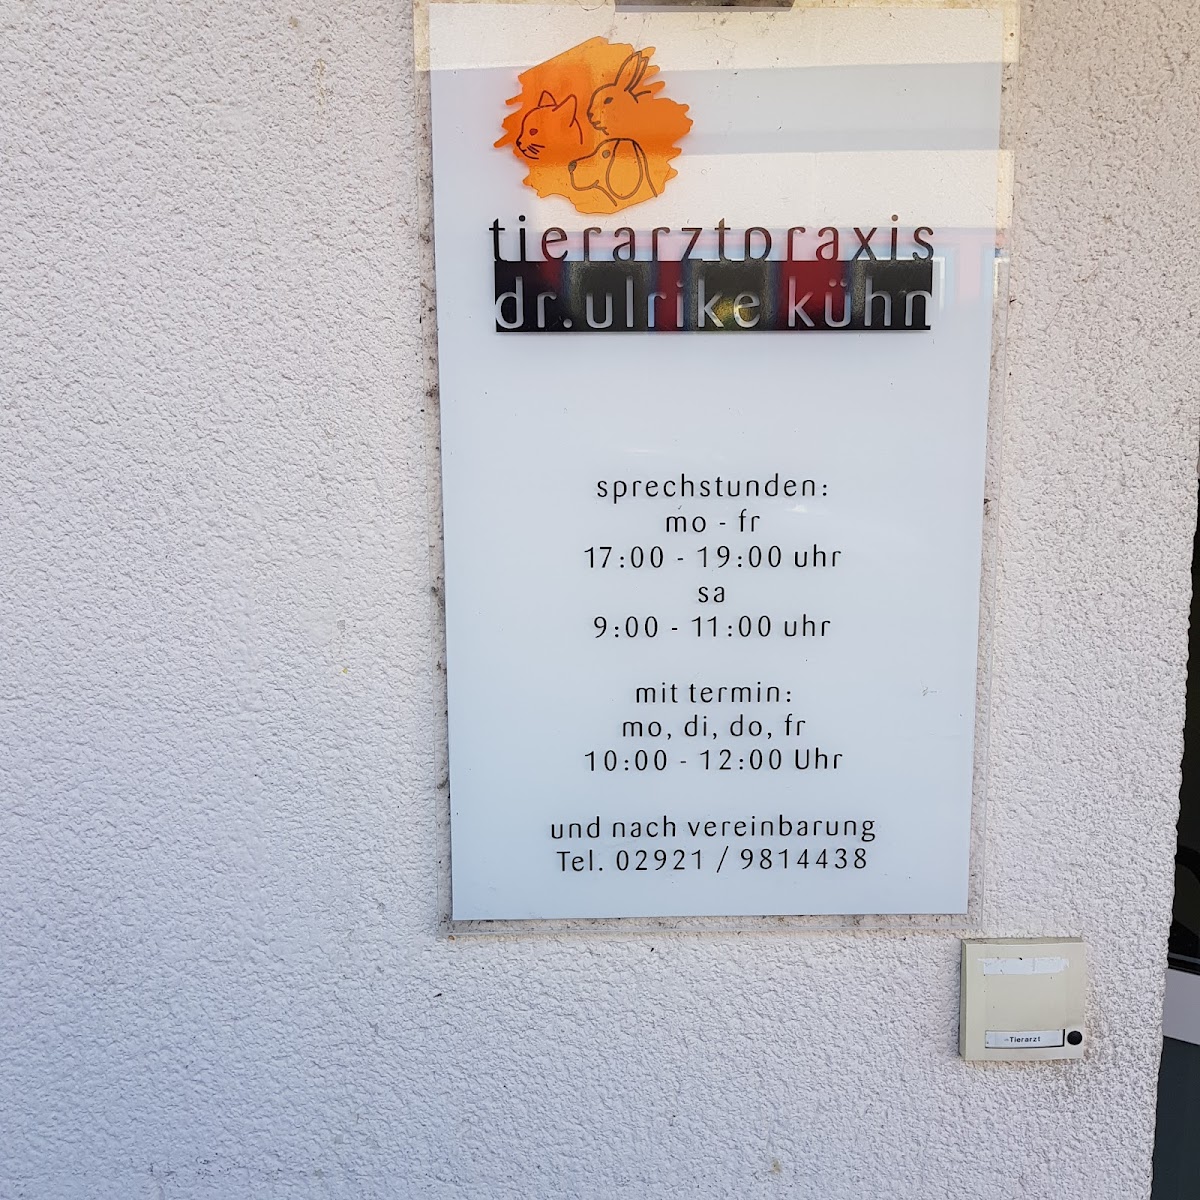 tierarztpraxis
dr. ulrike kühn
sprechstunden:
mo - fr
17:00 - 19:00 uhr
sa
9:00 - 11:00 uhr
mit termin:
mo, di, do, fr
10:00 - 12:00 Uhr
und nach vereinbarung
Tel. 02921 / 9814438
Tierarzt